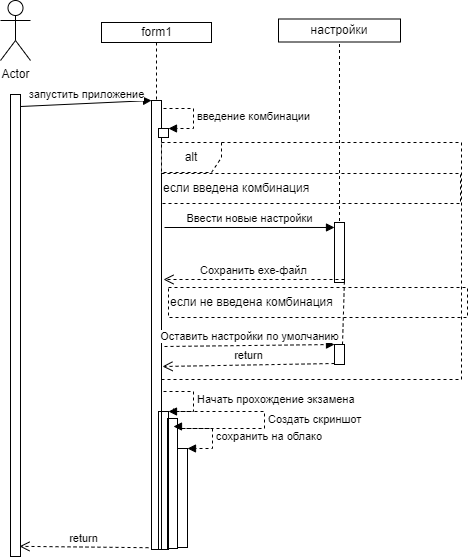 form1
настройки
Actor
запустить приложение
введение комбинации
alt
если введена комбинация
Ввести новые настройки
Сохранить exe-файл
если не введена комбинация
Оставить настройки по умолчанию
return
Начать прохождение экзамена
Создать скриншот
сохранить на облако
return